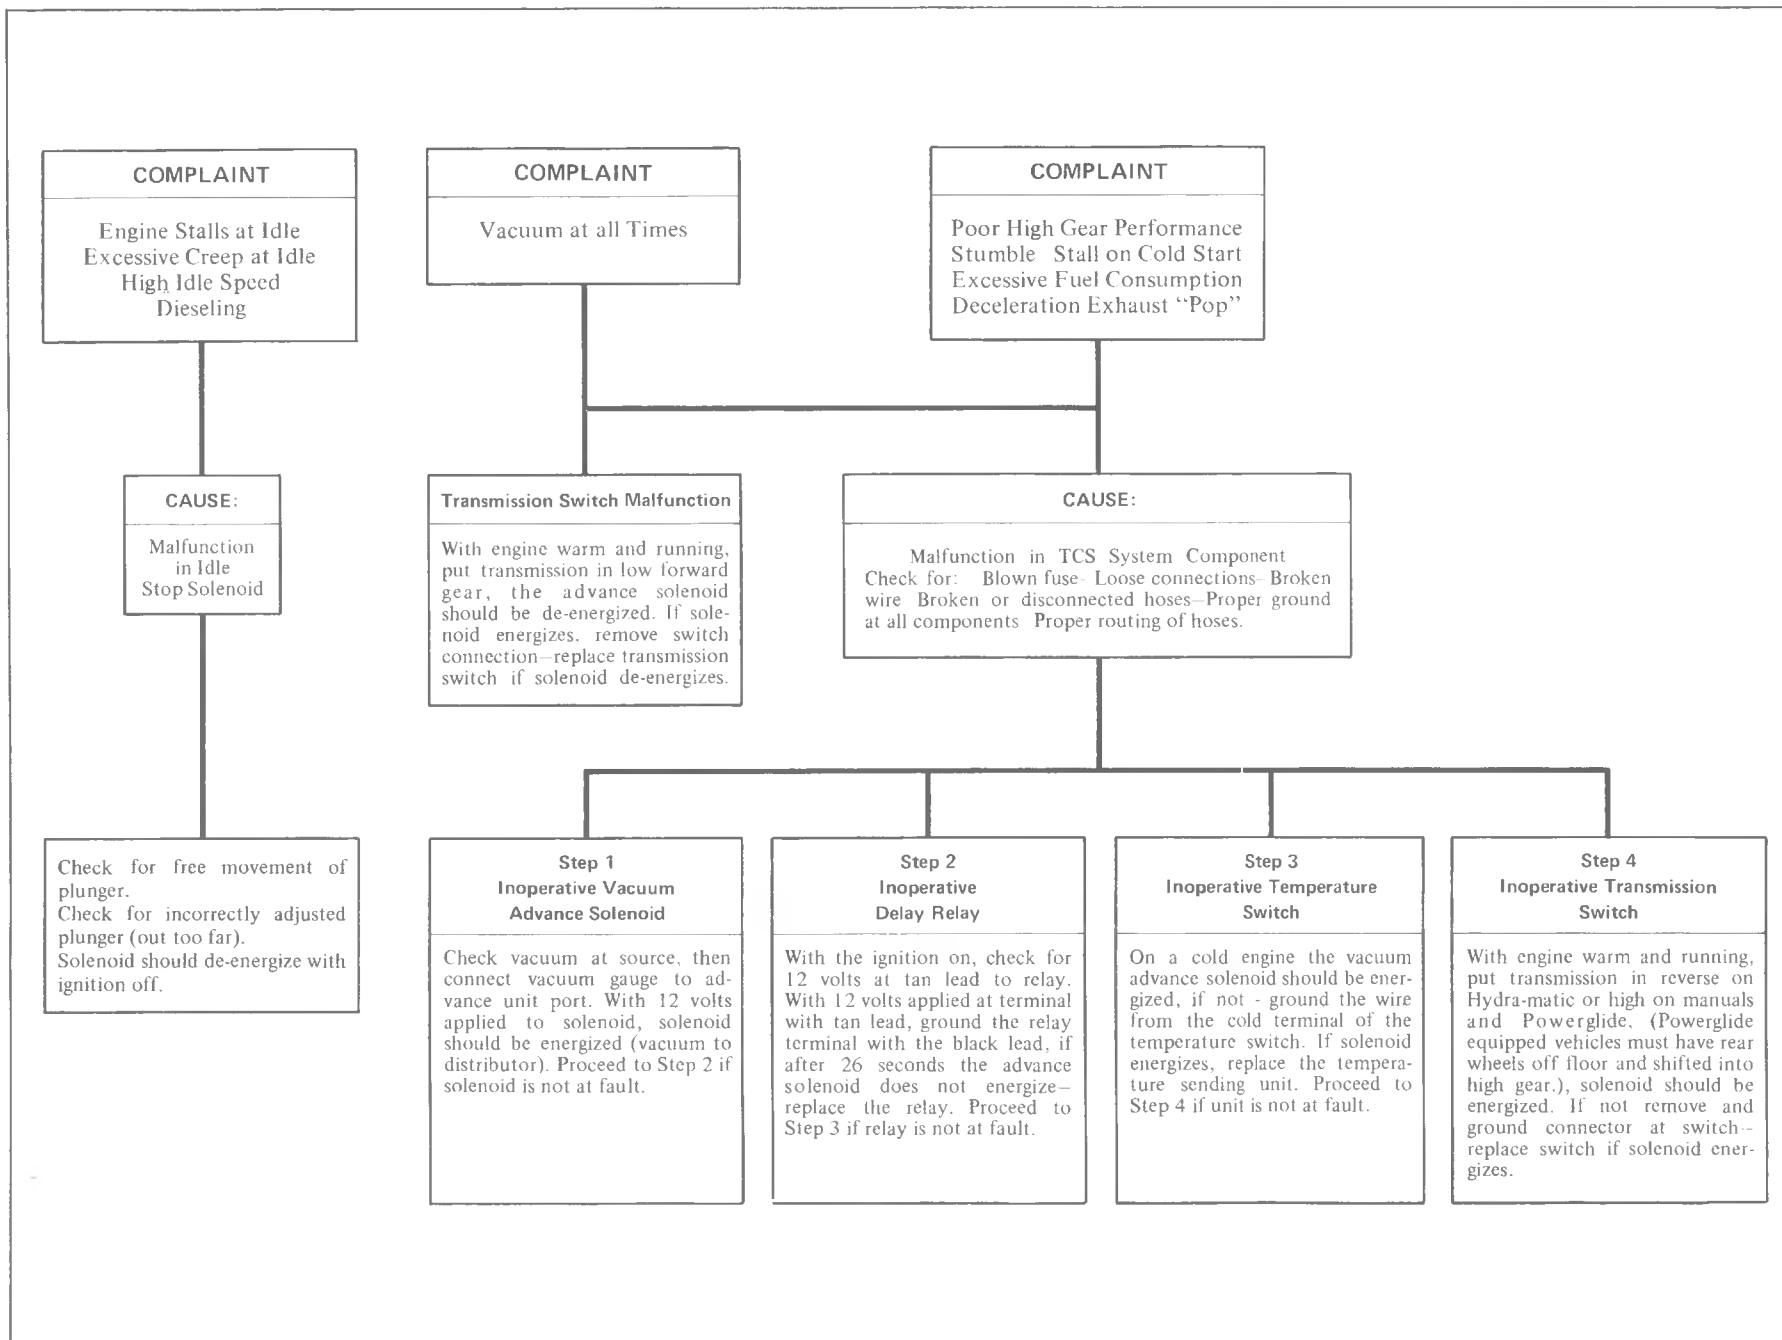 COMPLAINT
Engine Stalls at Idle
Excessive Creep at Idle
High Idle Speed
Dieseling
COMPLAINT
Vacuum at all Times
COMPLAINT
Poor High Gear Performance
Stumble Stall on Cold Start
Excessive Fuel Consumption
Deceleration Exhaust “Pop”
CAUSE:
Malfunction
in Idle
Stop Solenoid
Transmission Switch Malfunction
With engine warm and running,
put transmission in low forward
gear, the advance solenoid
should be de-energized. If sole-
noid energizes, remove switch
connection—replace transmission
switch if solenoid de-energizes.
CAUSE:
Malfunction in TCS System Component
Check for: Blown fuse- Loose connections—Broken
wire Broken or disconnected hoses—Proper ground
at all components Proper routing of hoses.
Check for free movement of
plunger.
Check for incorrectly adjusted
plunger (out too far).
Solenoid should de-energize with
ignition off.
Step 1
Inoperative Vacuum
Advance Solenoid
Check vacuum at source, then
connect vacuum gauge to ad-
vance unit port. With 12 volts
applied to solenoid, solenoid
should be energized (vacuum to
distributor). Proceed to Step 2 if
solenoid is not at fault.
Step 2
Inoperative
Delay Relay
With the ignition on, check for
12 volts at tan lead to relay.
With 12 volts applied at terminal
with tan lead, ground the relay
terminal with the black lead, if
after 26 seconds the advance
solenoid does not energize—
replace the relay. Proceed to
Step 3 if relay is not at fault.
Step 3
Inoperative Temperature
Switch
On a cold engine the vacuum
advance solenoid should be ener-
gized, if not - ground the wire
from the cold terminal of the
temperature switch. If solenoid
energizes, replace the tempera-
ture sending unit. Proceed to
Step 4 if unit is not at fault.
Step 4
Inoperative Transmission
Switch
With engine warm and running,
put transmission in reverse on
Hydra-matic or high on manuals
and Powerglide, (Powerglide
equipped vehicles must have rear
wheels off floor and shifted into
high gear.), solenoid should be
energized. If not remove and
ground connector at switch—
replace switch if solenoid ener-
gizes.